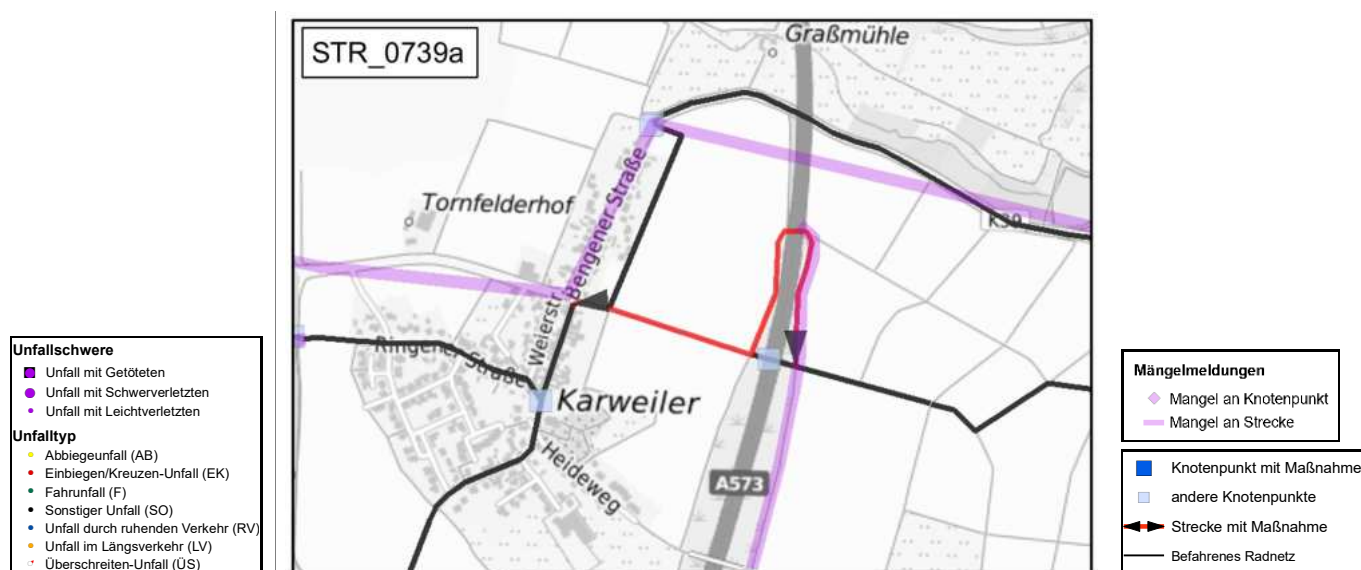 STR_0739a
Graßmühle
Tornfelderhof
Bengener Straße
K39
Weierstr.
Ringener Straße
Karweiler
Heideweg
A573
Unfallschwere
Unfall mit Getöteten
Unfall mit Schwerverletzten
Unfall mit Leichtverletzten
Unfalltyp
Abbiegeunfall (AB)
Einbiegen/Kreuzen-Unfall (EK)
Fahrunfall (F)
Sonstiger Unfall (SO)
Unfall durch ruhenden Verkehr (RV)
Unfall im Längsverkehr (LV)
Überschreiten-Unfall (ÜS)
Mängelmeldungen
Mangel an Knotenpunkt
Mangel an Strecke
Knotenpunkt mit Maßnahme
andere Knotenpunkte
Strecke mit Maßnahme
Befahrenes Radnetz